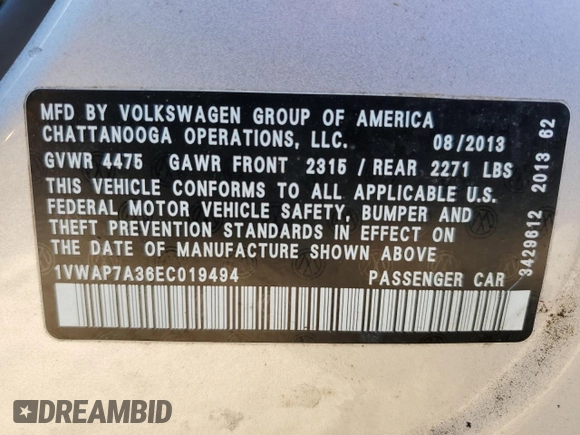 MFD BY VOLKSWAGEN GROUP OF AMERICA
CHATTANOOGA OPERATIONS, LLC. 08/2013
GVWR 4475 GAWR FRONT 2315 / REAR 2271 LBS
THIS VEHICLE CONFORMS TO ALL APPLICABLE U.S.
FEDERAL MOTOR VEHICLE SAFETY, BUMPER AND
THEFT PREVENTION STANDARDS IN EFFECT ON
THE DATE OF MANUFACTURE SHOWN ABOVE
1VWAP7A36EC019494 PASSENGER CAR
3429612 2013 62
DREAMBID